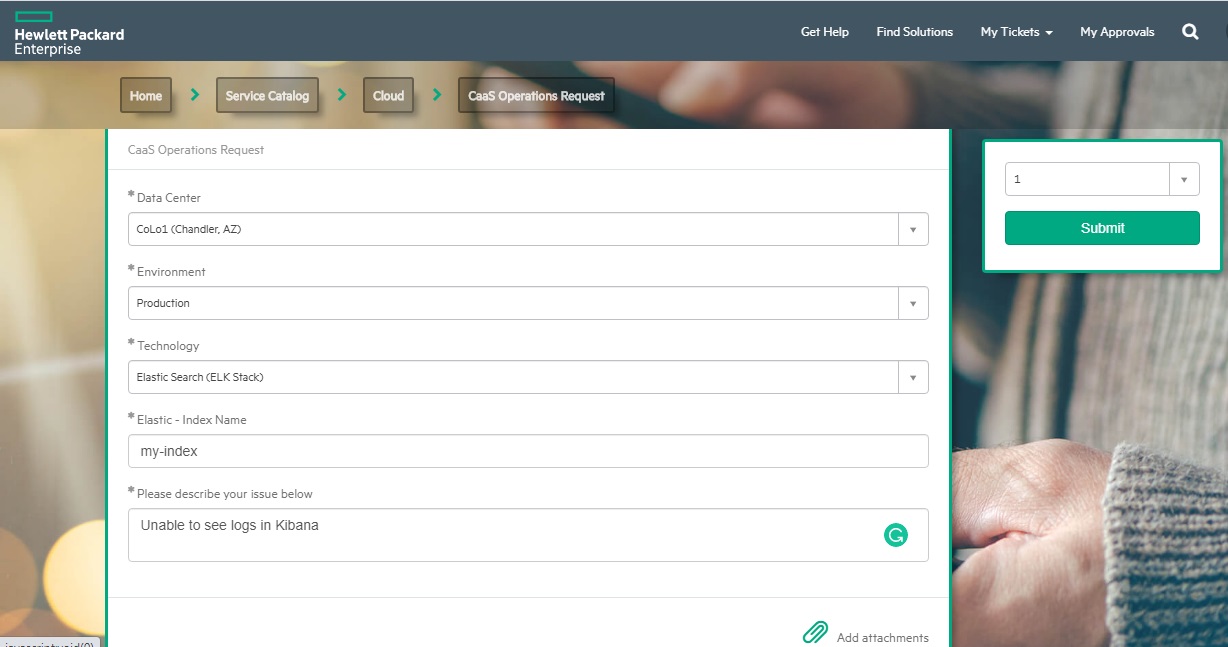 Hewlett Packard
Enterprise
Get Help
Find Solutions
My Tickets
My Approvals
Home
Service Catalog
Cloud
CaaS Operations Request
CaaS Operations Request
* Data Center
CoLo1 (Chandler, AZ)
* Environment
Production
* Technology
Elastic Search (ELK Stack)
* Elastic - Index Name
my-index
* Please describe your issue below
Unable to see logs in Kibana
Add attachments
1
Submit
javascript:void(0)